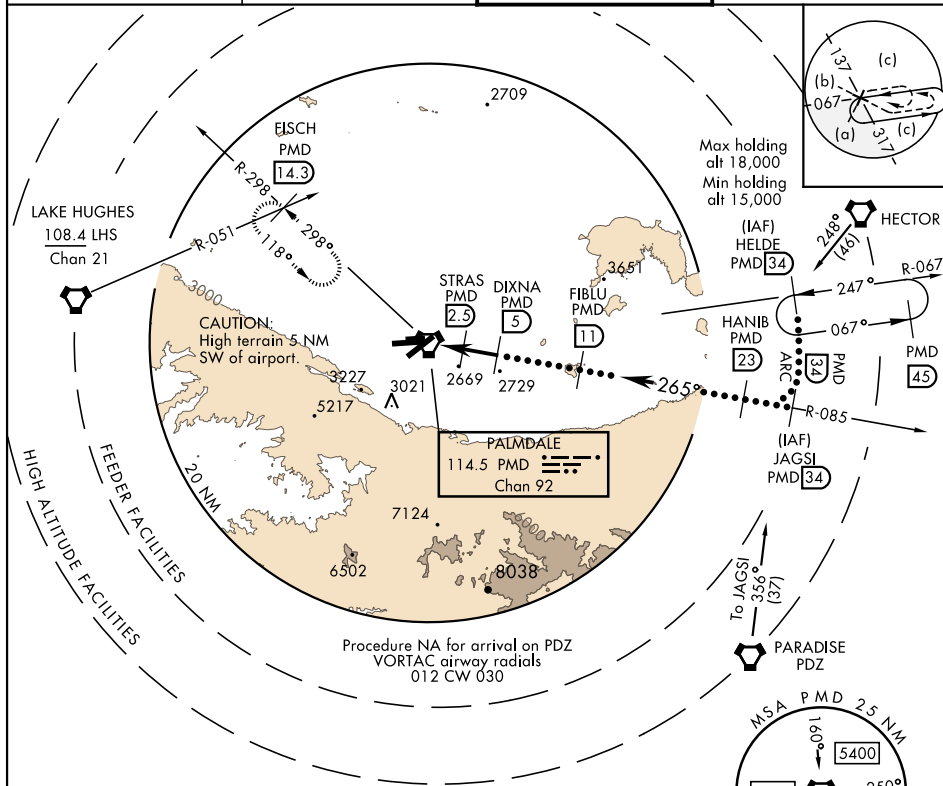 2709
137
(c)
(b)
067
(a)
(c)
317
FISCH
PMD
14.3
R-298
298°
118°
LAKE HUGHES
108.4 LHS
Chan 21
R-051
Max holding
alt 18,000
Min holding
alt 15,000
(IAF)
HELDE
PMD 34
HECTOR
248°
(46)
R-067
247°
067°
PMD
45
3651
STRAS
PMD
2.5
DIXNA
PMD
5
FIBLU
PMD
11
HANIB
PMD
23
PMD
34
ARC
3000
CAUTION:
High terrain 5 NM
SW of airport.
3227
3021
2669
2729
265°
R-085
(IAF)
JAGSI
PMD 34
5217
PALMDALE
114.5 PMD
Chan 92
20 NM
FEEDER FACILITIES
HIGH ALTITUDE FACILITIES
7124
6502
8038
To JAGSI
356°
(37)
PARADISE
PDZ
Procedure NA for arrival on PDZ
VORTAC airway radials
012 CW 030
MSA PMD 25 NM
160°
5400